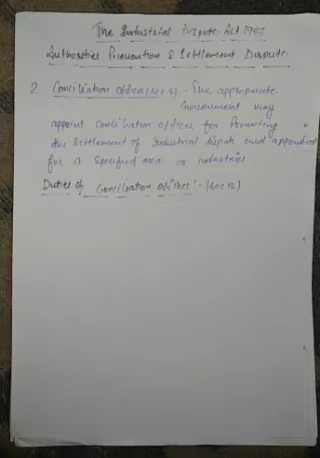 The Industrial Dispute Act 1947
Authorities Prevention & Settlement Dispute.
2. Conciliation officer (sec 4) :- The appropriate
Government may
appoint Conciliation officer for Promoting
the Settlement of Industrial dispute and appointed
for a Specified area or industries
Duties of Conciliation officer :- (Sec 12)